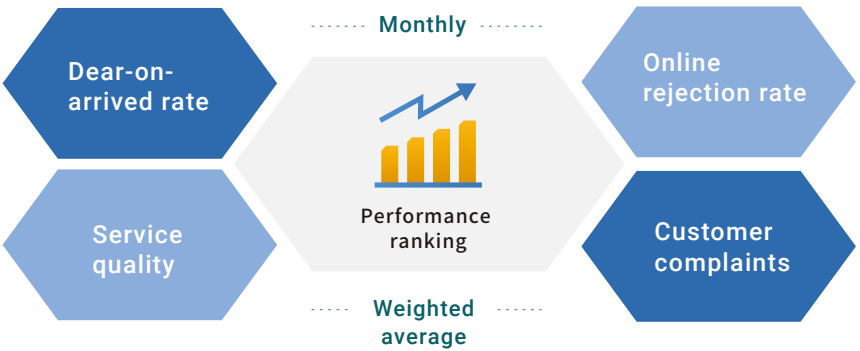 Monthly
Dear-on-
arrived rate
Online
rejection rate
Performance
ranking
Service
quality
Customer
complaints
Weighted
average